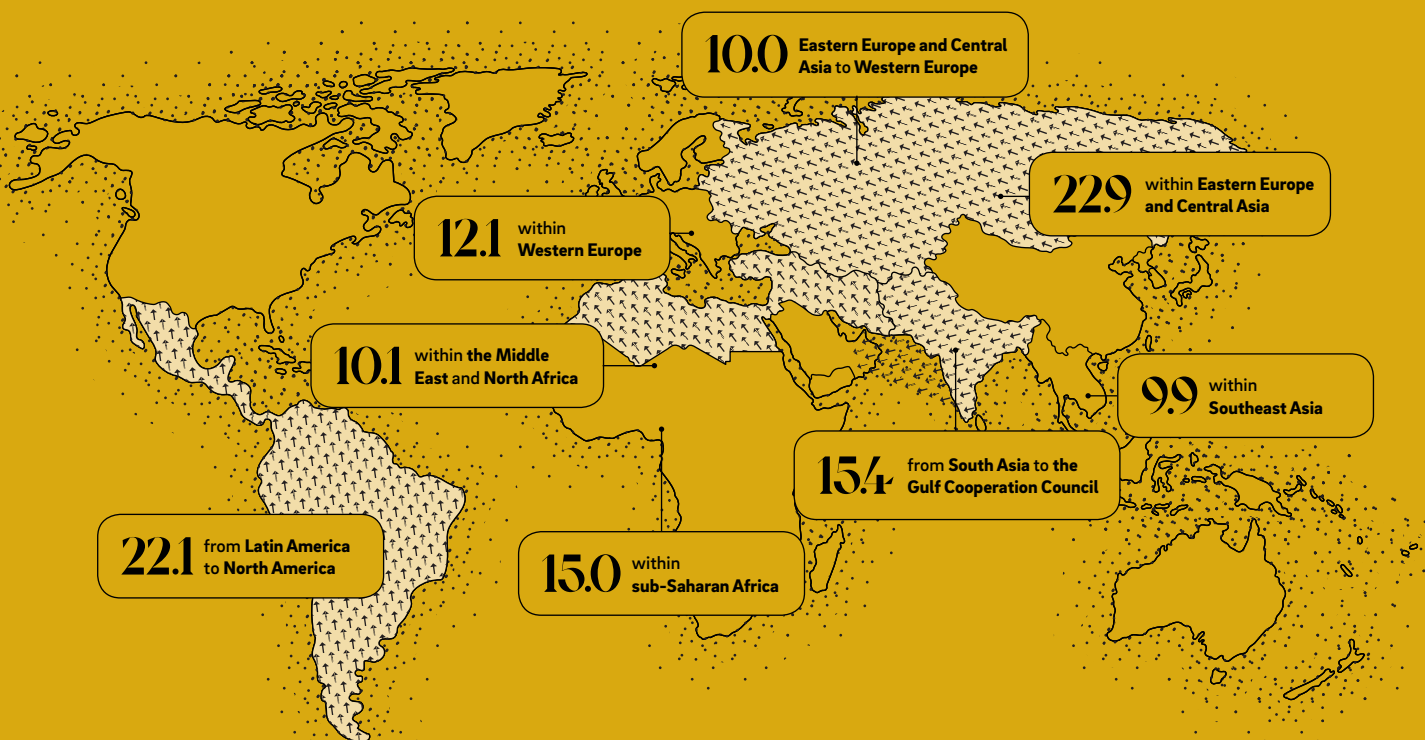 10.0 Eastern Europe and Central
Asia to Western Europe
22.9 within Eastern Europe
and Central Asia
12.1 within
Western Europe
10.1 within the Middle
East and North Africa
9.9 within
Southeast Asia
15.4 from South Asia to the
Gulf Cooperation Council
22.1 from Latin America
to North America
15.0 within
sub-Saharan Africa